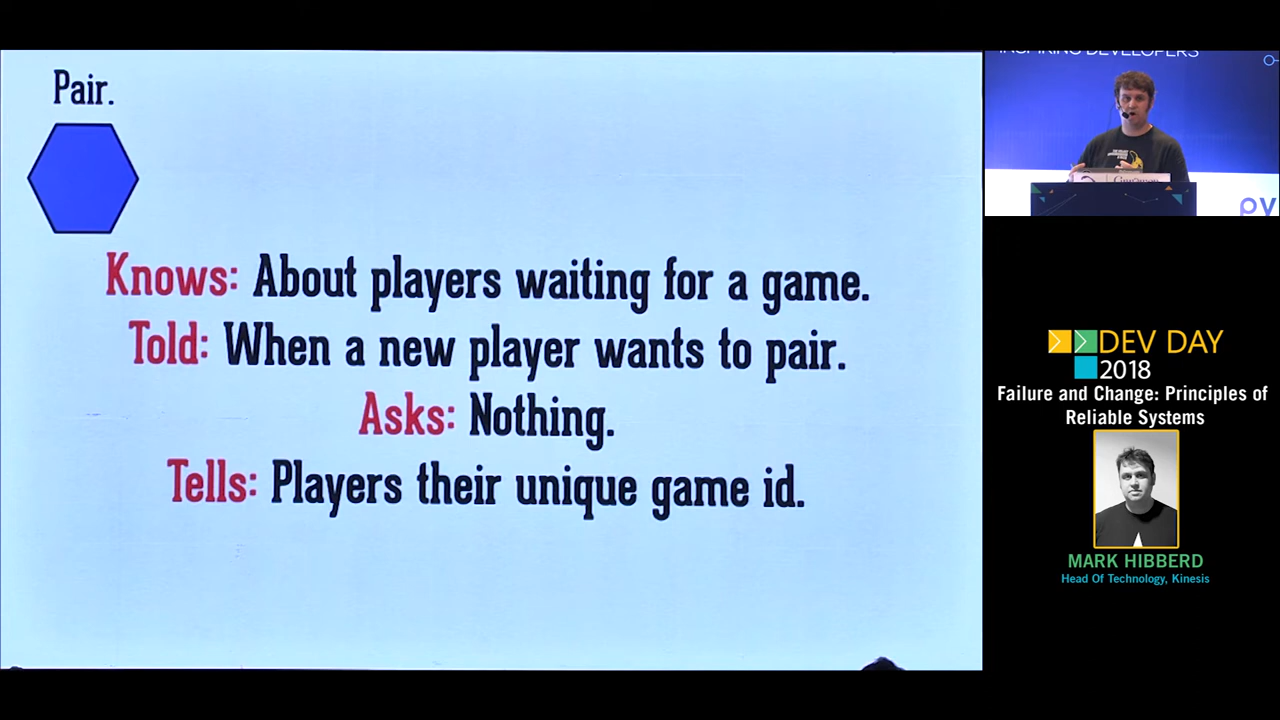 Pair.
Knows: About players waiting for a game.
Told: When a new player wants to pair.
Asks: Nothing.
Tells: Players their unique game id.
INSPIRING DEVELOPERS
DEV DAY
2018
Failure and Change: Principles of
Reliable Systems
MARK HIBBERD
Head Of Technology, Kinesis